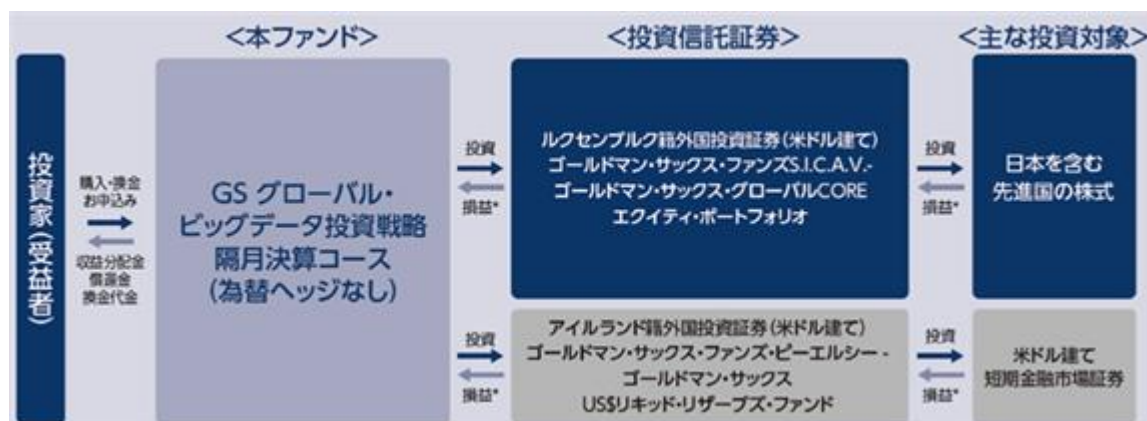 <本ファンド>
<投資信託証券>
<主な投資対象>
投資家(受益者)
購入・換金
お申込み
収益分配金
償還金
換金代金
GS グローバル・
ビッグデータ投資戦略
隔月決算コース
(為替ヘッジなし)
投資
損益*
ルクセンブルク籍外国投資証券(米ドル建て)
ゴールドマン・サックス・ファンズS.I.C.A.V.-
ゴールドマン・サックス・グローバルCORE
エクイティ・ポートフォリオ
投資
損益*
日本を含む
先進国の株式
投資
損益*
アイルランド籍外国投資証券(米ドル建て)
ゴールドマン・サックス・ファンズ・ピーエルシー -
ゴールドマン・サックス
US$リキッド・リザーブズ・ファンド
投資
損益*
米ドル建て
短期金融市場証券